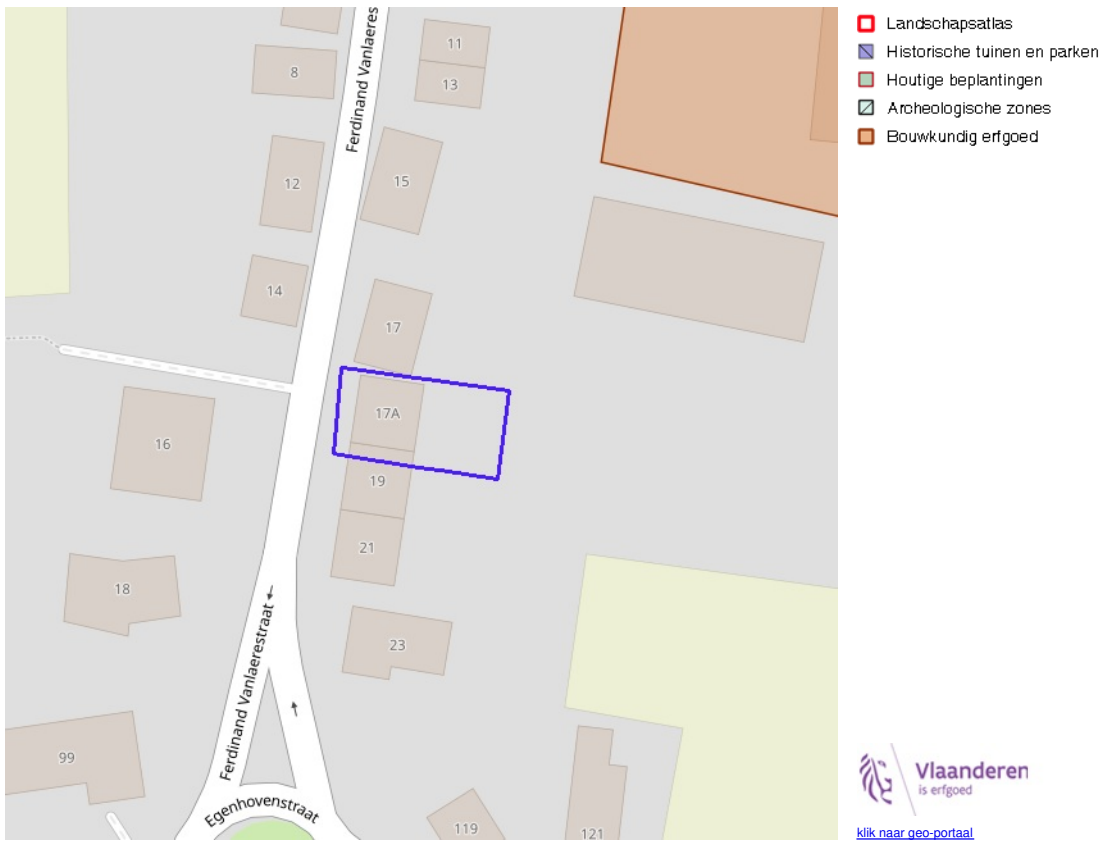 Ferdinand Vanlaeres
11
8
13
12
15
14
17
17A
16
19
21
18
23
Ferdinand Vanlaerestraat
99
Egenhovenstraat
119
121
Landschapsatlas
Historische tuinen en parken
Houtige beplantingen
Archeologische zones
Bouwkundig erfgoed
Vlaanderen
is erfgoed
klik naar geo-portaal